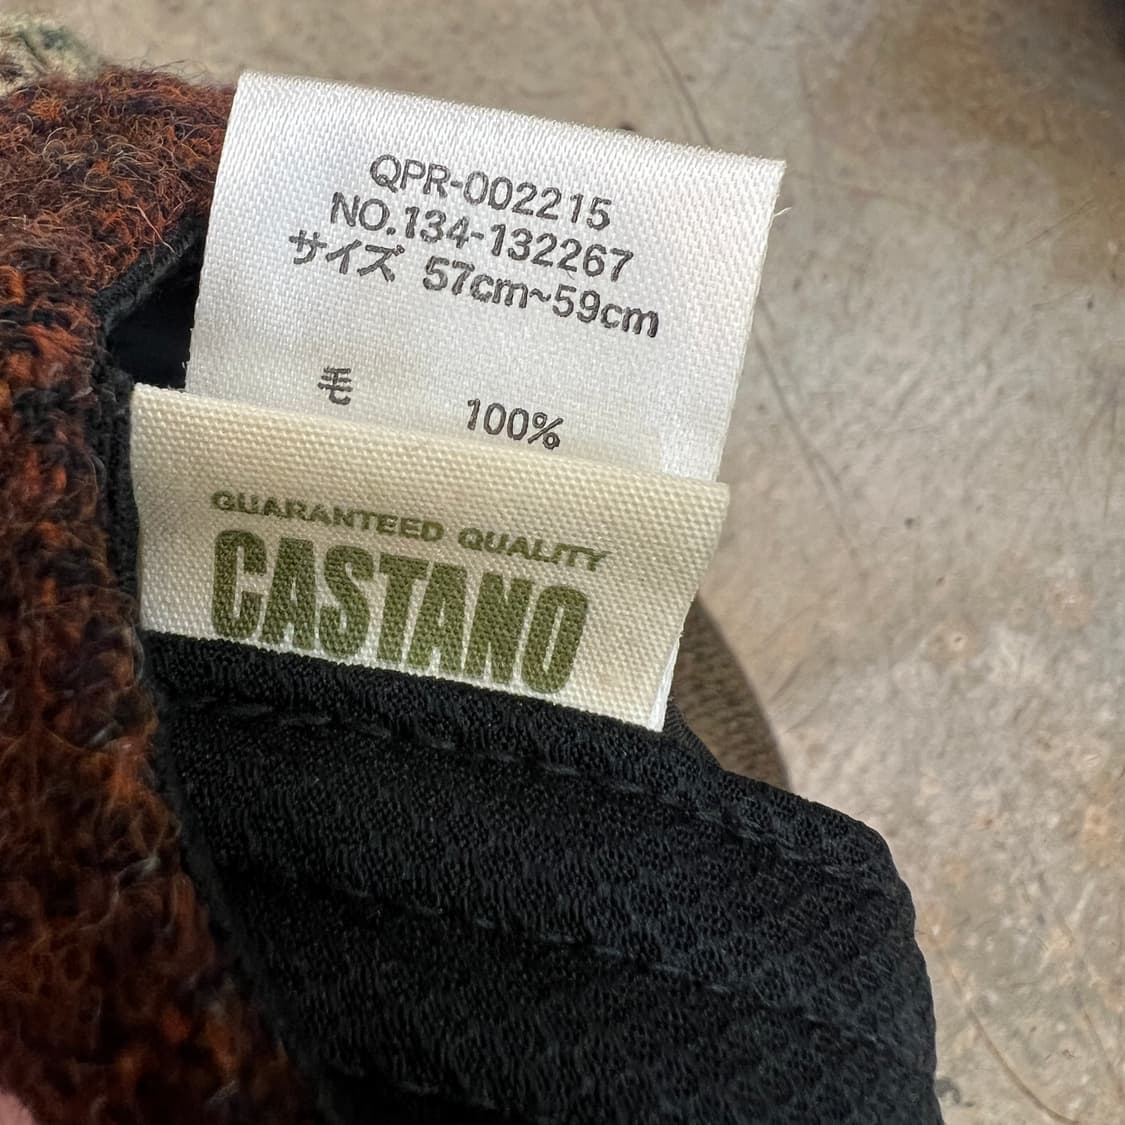 QPR-002215
NO.134-132267
サイズ 57cm~59cm
毛 100%
GUARANTEED QUALITY
CASTANO